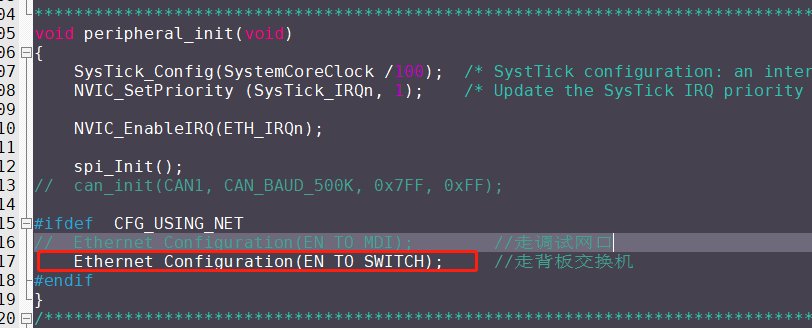 04 ******************************************************************************
05 void peripheral_init(void)
06 {
07 SysTick_Config(SystemCoreClock /100); /* SystTick configuration: an inter
08 NVIC_SetPriority (SysTick_IRQn, 1); /* Update the SysTick IRQ priority
09
10 NVIC_EnableIRQ(ETH_IRQn);
11
12 spi_Init();
13 // can_init(CAN1, CAN_BAUD_500K, 0x7FF, 0xFF);
14
15 #ifdef CFG_USING_NET
16 // Ethernet_Configuration(EN_TO_MDI); //走调试网口
17 Ethernet_Configuration(EN_TO_SWITCH); //走背板交换机
18 #endif
19 }
20 /*****************************************************************************